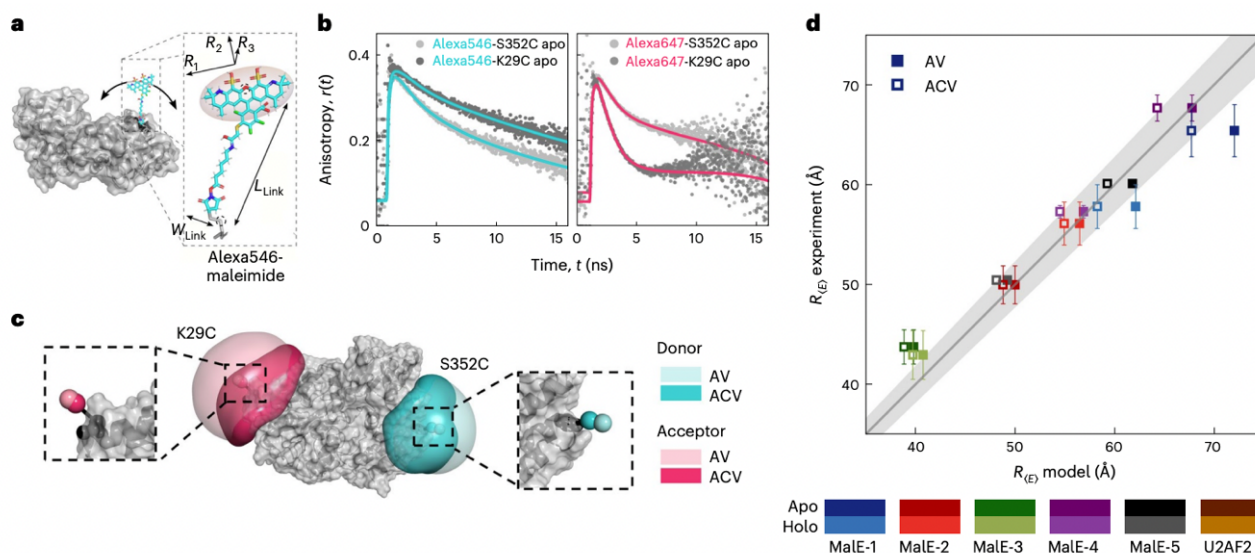 a
R₂
R₃
R₁
L_Link
W_Link
Alexa546-
maleimide
b
Alexa546-S352C apo
Alexa546-K29C apo
Alexa647-S352C apo
Alexa647-K29C apo
Anisotropy, r(t)
0.4
0.2
0
0 5 10 15
0 5 10 15
Time, t (ns)
c
K29C
S352C
Donor
AV
ACV
Acceptor
AV
ACV
d
AV
ACV
R⟨E⟩ experiment (Å)
70
60
50
40
40 50 60 70
R⟨E⟩ model (Å)
Apo
Holo
MalE-1 MalE-2 MalE-3 MalE-4 MalE-5 U2AF2